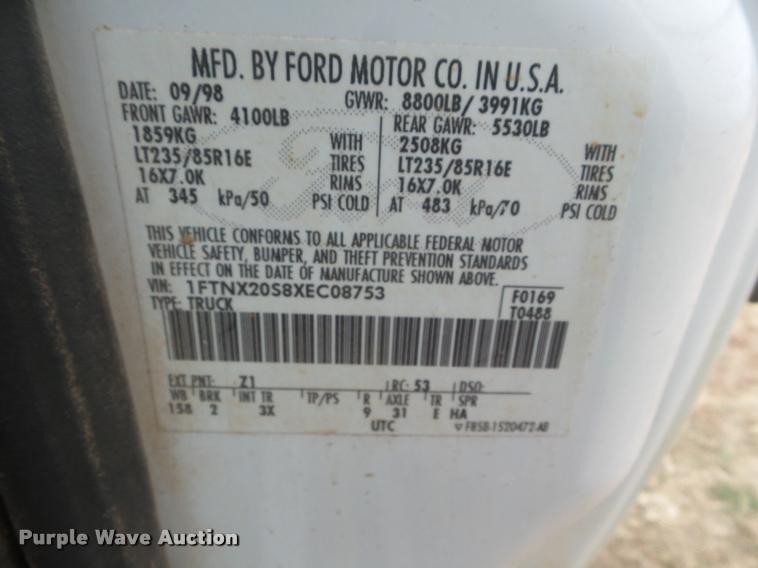 MFD. BY FORD MOTOR CO. IN U.S.A.
DATE: 09/98 GVWR: 8800LB/ 3991KG
FRONT GAWR: 4100LB REAR GAWR: 5530LB
1859KG WITH 2508KG WITH
LT235/85R16E TIRES LT235/85R16E TIRES
16X7.0K RIMS 16X7.0K RIMS
AT 345 kPa/50 PSI COLD AT 483 kPa/70 PSI COLD
THIS VEHICLE CONFORMS TO ALL APPLICABLE FEDERAL MOTOR
VEHICLE SAFETY, BUMPER, AND THEFT PREVENTION STANDARDS
IN EFFECT ON THE DATE OF MANUFACTURE SHOWN ABOVE.
VIN: 1FTNX20S8XEC08753 F0169
TYPE: TRUCK T0488
EXT PNT: Z1 RC: 53 DSO:
WB BRK INT TR TP/PS R AXLE TR SPR
158 2 3X 9 31 E HA
UTC F85B-1520472-AB
Purple Wave Auction